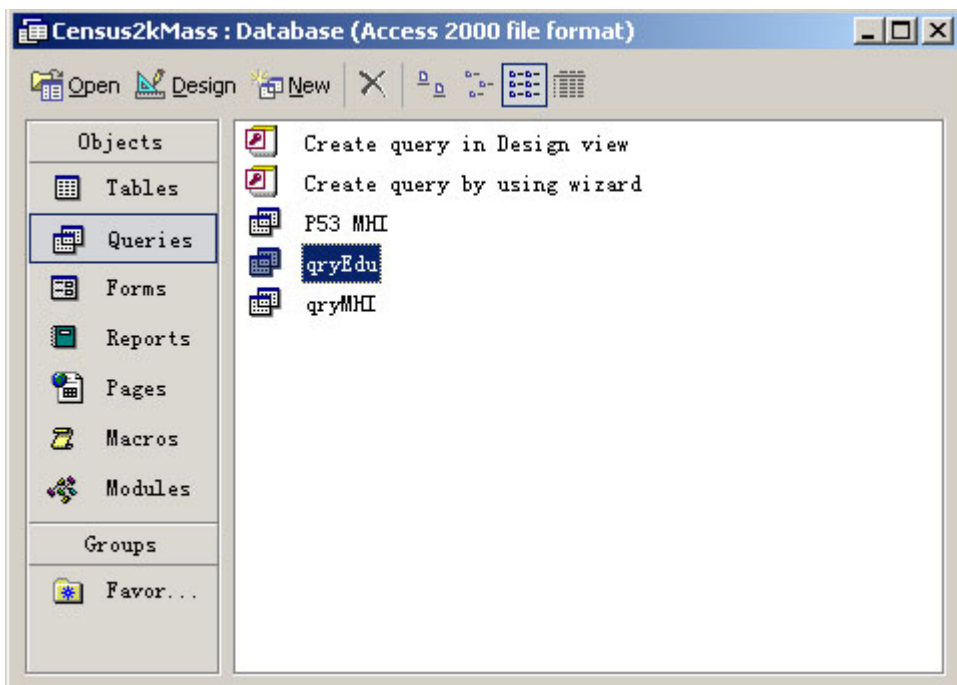 Census2kMass : Database (Access 2000 file format)
Open Design New
Objects
Tables
Queries
Forms
Reports
Pages
Macros
Modules
Groups
Favor...
Create query in Design view
Create query by using wizard
P53 MHI
qryEdu
qryMHI